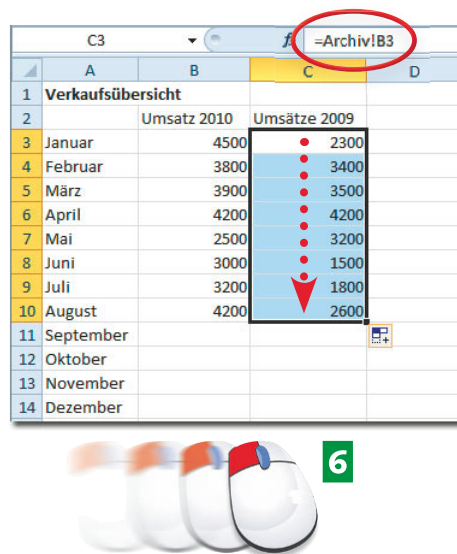 C3 fx =Archiv!B3
A B C D
1 Verkaufsübersicht
2 Umsatz 2010 Umsätze 2009
3 Januar 4500 2300
4 Februar 3800 3400
5 März 3900 3500
6 April 4200 4200
7 Mai 2500 3200
8 Juni 3000 1500
9 Juli 3200 1800
10 August 4200 2600
11 September
12 Oktober
13 November
14 Dezember
6